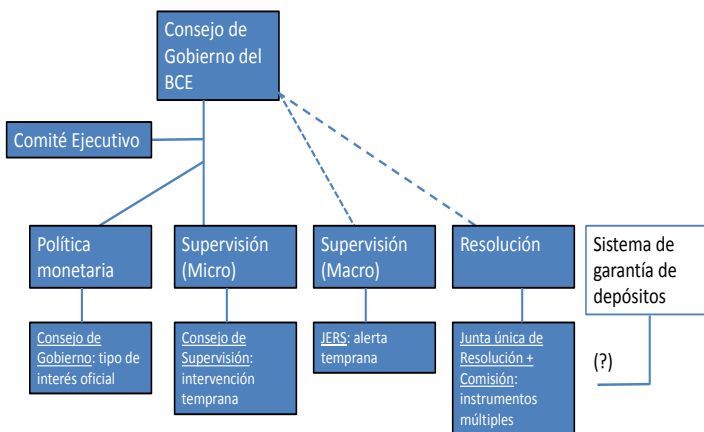 Consejo de
Gobierno del
BCE
Comité Ejecutivo
Política
monetaria
Supervisión
(Micro)
Supervisión
(Macro)
Resolución
Sistema de
garantía de
depósitos
Consejo de
Gobierno: tipo de
interés oficial
Consejo de
Supervisión:
intervención
temprana
JERS: alerta
temprana
Junta única de
Resolución +
Comisión:
instrumentos
múltiples
(?)